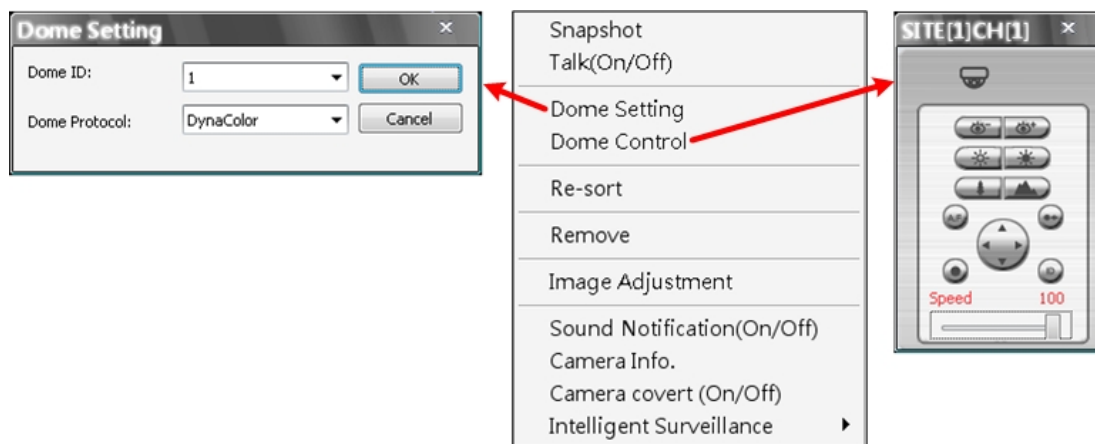 Dome Setting
Dome ID:
1
OK
Dome Protocol:
DynaColor
Cancel
Snapshot
Talk(On/Off)
Dome Setting
Dome Control
Re-sort
Remove
Image Adjustment
Sound Notification(On/Off)
Camera Info.
Camera covert (On/Off)
Intelligent Surveillance
SITE[1]CH[1]
Speed 100